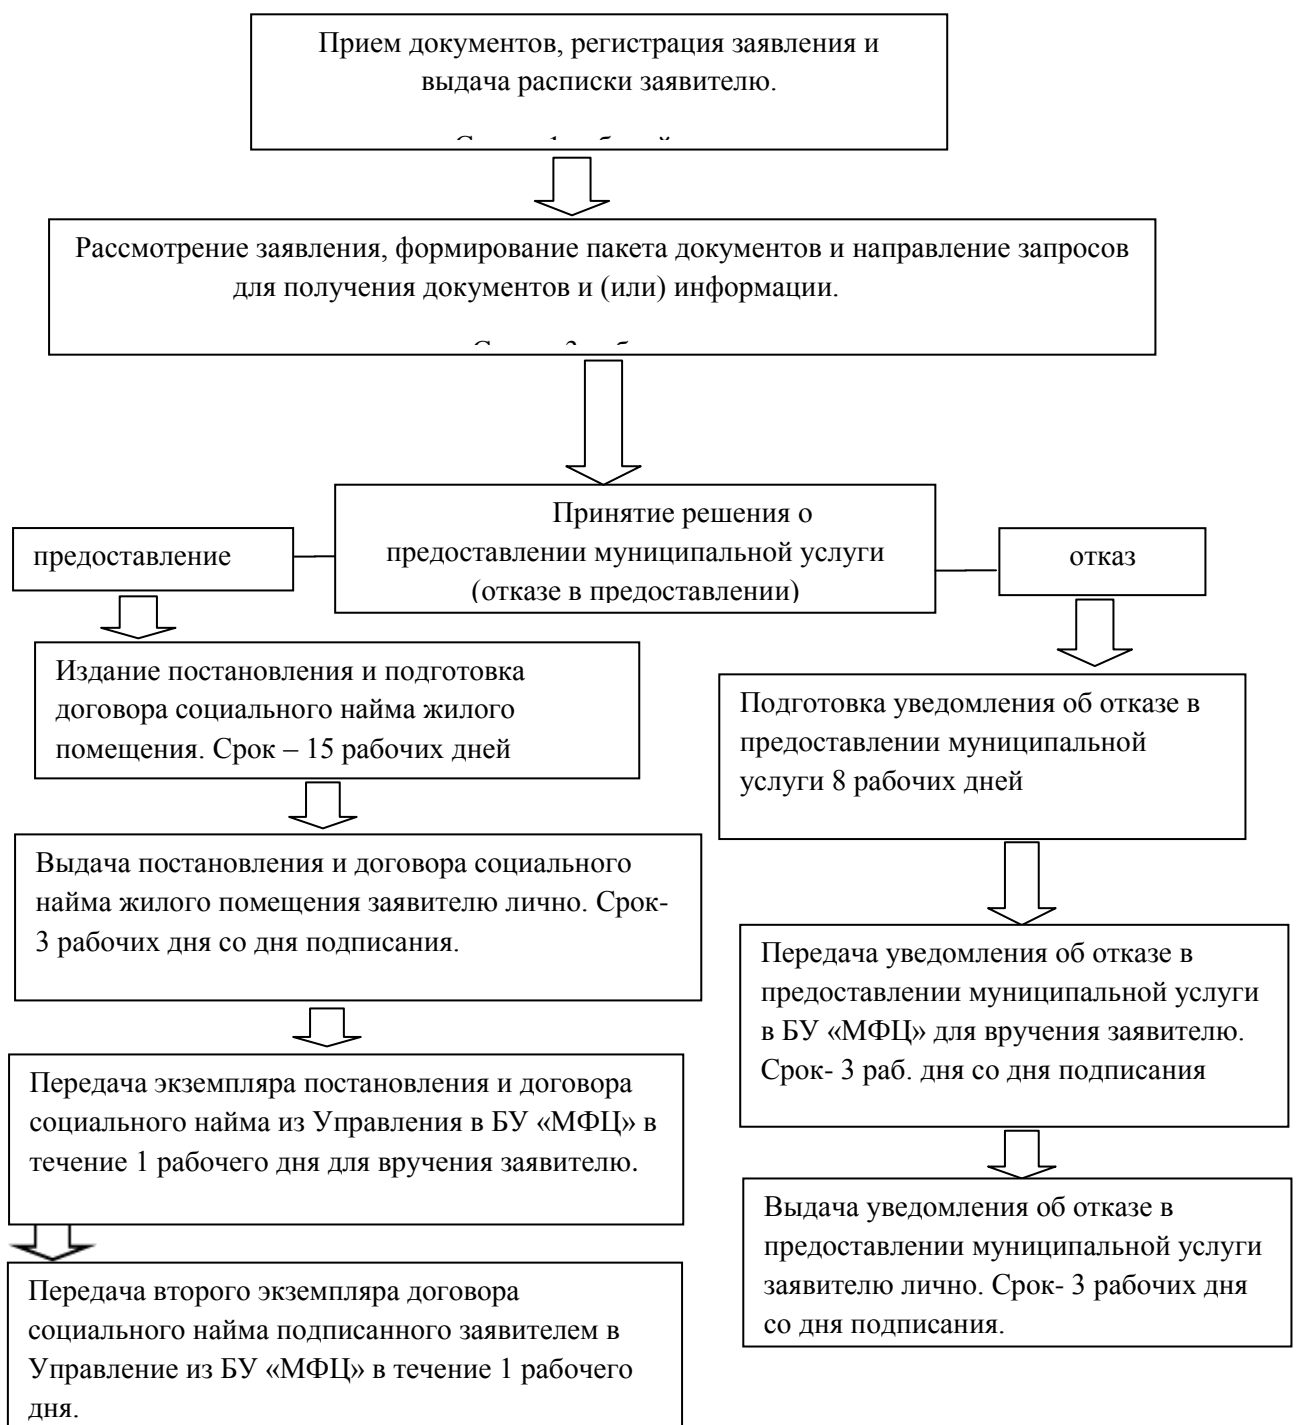 Прием документов, регистрация заявления и
выдача расписки заявителю.
Рассмотрение заявления, формирование пакета документов и направление запросов
для получения документов и (или) информации.
Принятие решения о
предоставлении муниципальной услуги
(отказе в предоставлении)
предоставление
отказ
Издание постановления и подготовка
договора социального найма жилого
помещения. Срок – 15 рабочих дней
Выдача постановления и договора социального
найма жилого помещения заявителю лично. Срок-
3 рабочих дня со дня подписания.
Передача экземпляра постановления и договора
социального найма из Управления в БУ «МФЦ» в
течение 1 рабочего дня для вручения заявителю.
Передача второго экземпляра договора
социального найма подписанного заявителем в
Управление из БУ «МФЦ» в течение 1 рабочего
дня.
Подготовка уведомления об отказе в
предоставлении муниципальной
услуги 8 рабочих дней
Передача уведомления об отказе в
предоставлении муниципальной услуги
в БУ «МФЦ» для вручения заявителю.
Срок- 3 раб. дня со дня подписания
Выдача уведомления об отказе в
предоставлении муниципальной услуги
заявителю лично. Срок- 3 рабочих дня
со дня подписания.